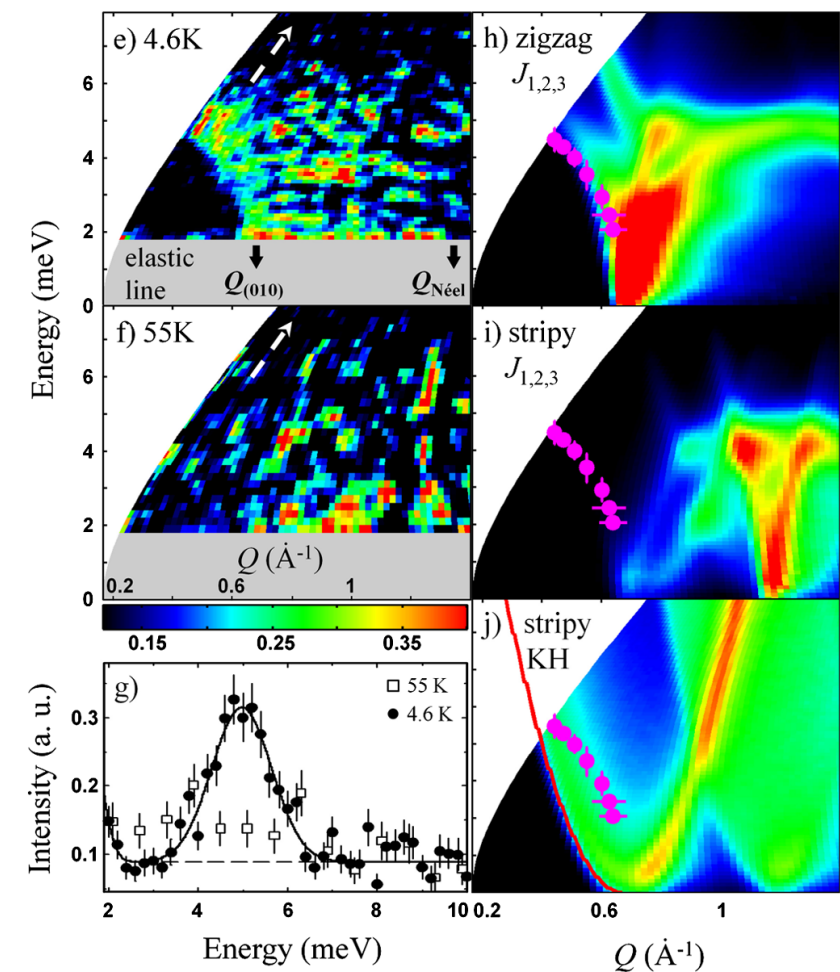 e) 4.6K
6
4
2
0
elastic
line
Q(010)
QNéel
Energy (meV)
f) 55K
6
4
2
0
Q (Å-1)
0.2 0.6 1
0.15 0.25 0.35
g)
55 K
4.6 K
0.3
0.2
0.1
Intensity (a. u.)
2 4 6 8 10
Energy (meV)
h) zigzag
J1,2,3
i) stripy
J1,2,3
j) stripy
KH
0.2 0.6 1
Q (Å-1)